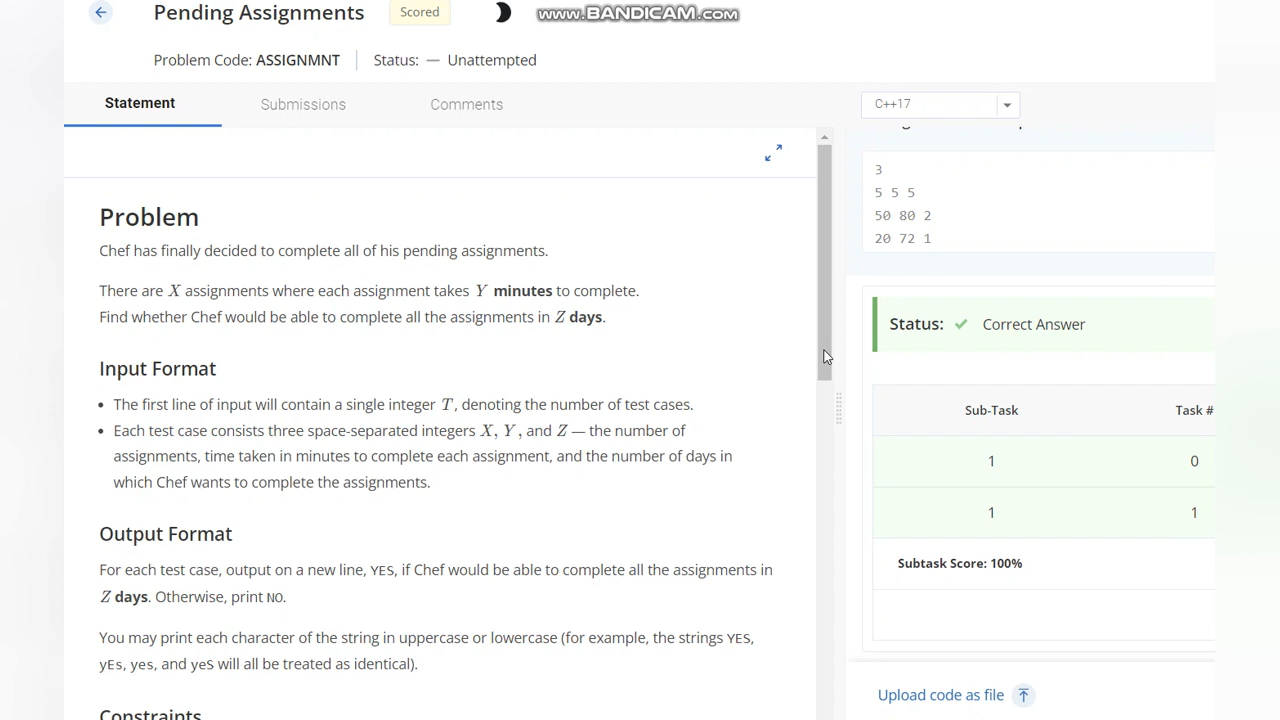 Pending Assignments
Scored
www.BANDICAM.com
Problem Code: ASSIGNMNT
Status: — Unattempted
Statement
Submissions
Comments
C++17
3
5 5 5
50 80 2
20 72 1
Problem
Chef has finally decided to complete all of his pending assignments.
There are X assignments where each assignment takes Y minutes to complete.
Find whether Chef would be able to complete all the assignments in Z days.
Input Format
• The first line of input will contain a single integer T, denoting the number of test cases.
• Each test case consists three space-separated integers X, Y, and Z — the number of
assignments, time taken in minutes to complete each assignment, and the number of days in
which Chef wants to complete the assignments.
Output Format
For each test case, output on a new line, YES, if Chef would be able to complete all the assignments in
Z days. Otherwise, print NO.
You may print each character of the string in uppercase or lowercase (for example, the strings YES,
yEs, yes, and yes will all be treated as identical).
Constraints
Status: ✓ Correct Answer
Sub-Task Task #
1 0
1 1
Subtask Score: 100%
Upload code as file